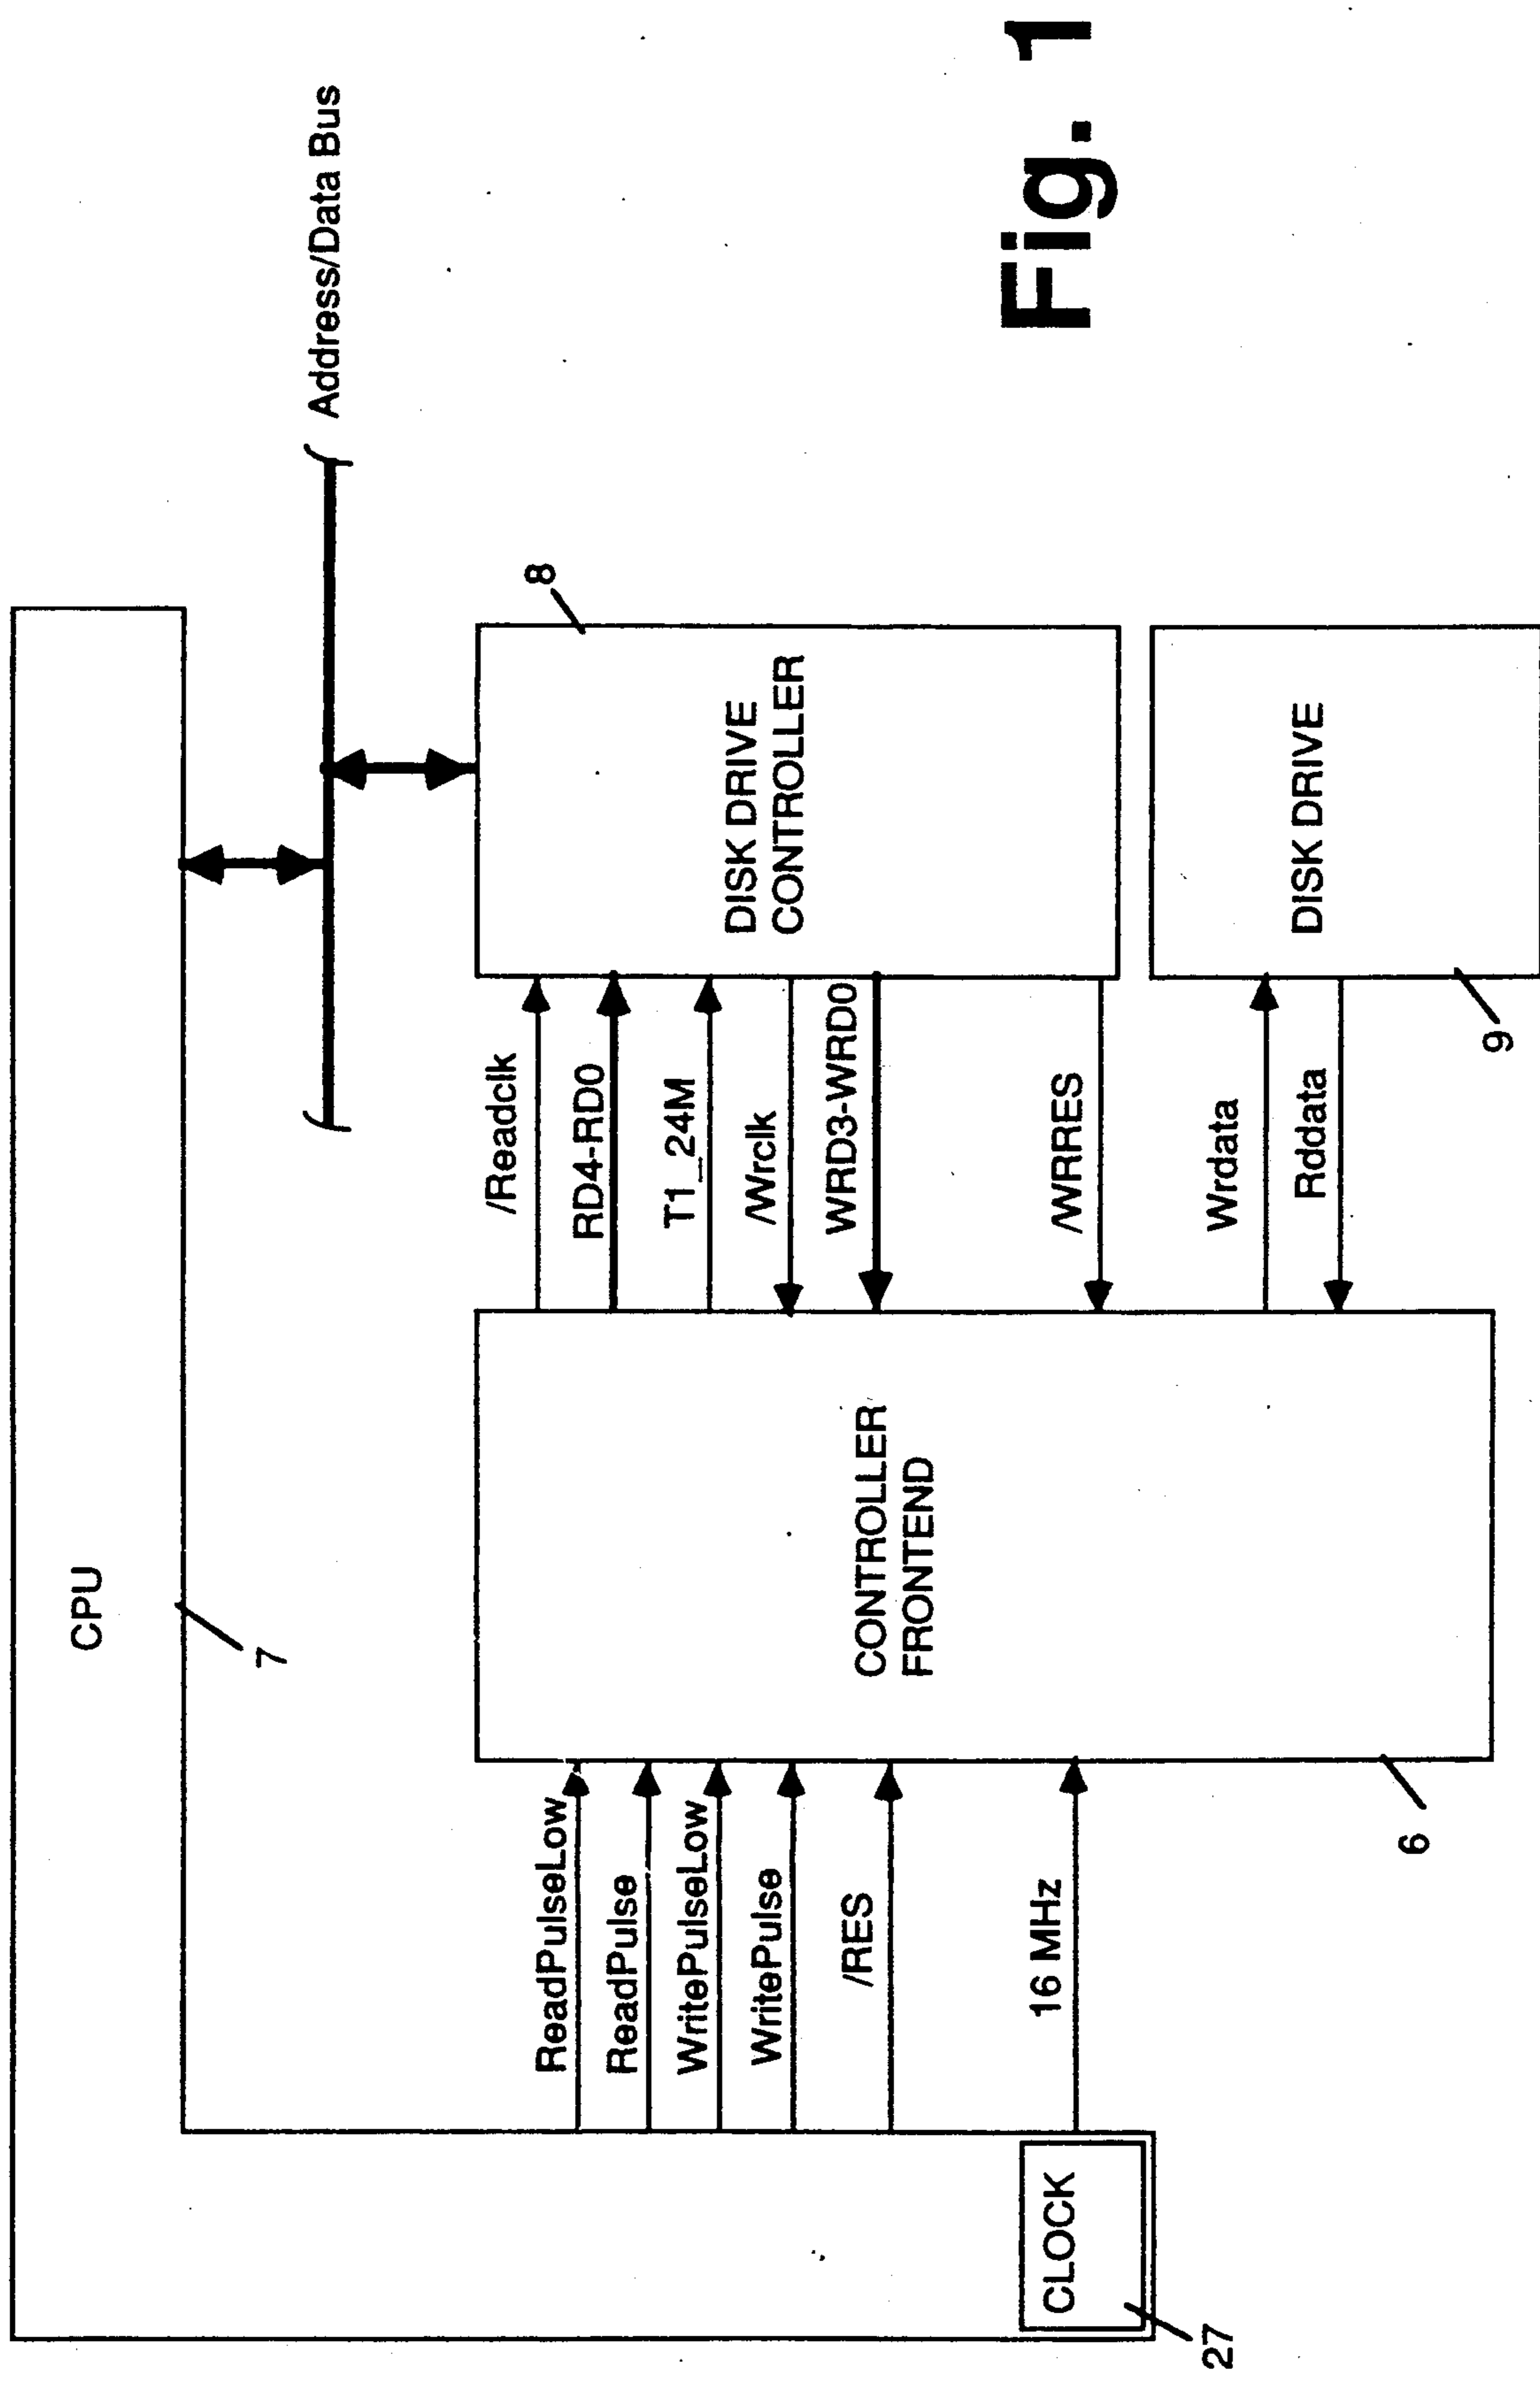 CPU
7
Address/Data Bus
ReadPulseLow
ReadPulse
WritePulseLow
WritePulse
/RES
16 MHz
CLOCK
27
CONTROLLER
FRONTEND
6
/Readclk
RD4-RD0
T1_24M
/Wrclk
WRD3-WRD0
/WRRES
Wrdata
Rddata
DISK DRIVE
CONTROLLER
8
DISK DRIVE
9
Fig. 1